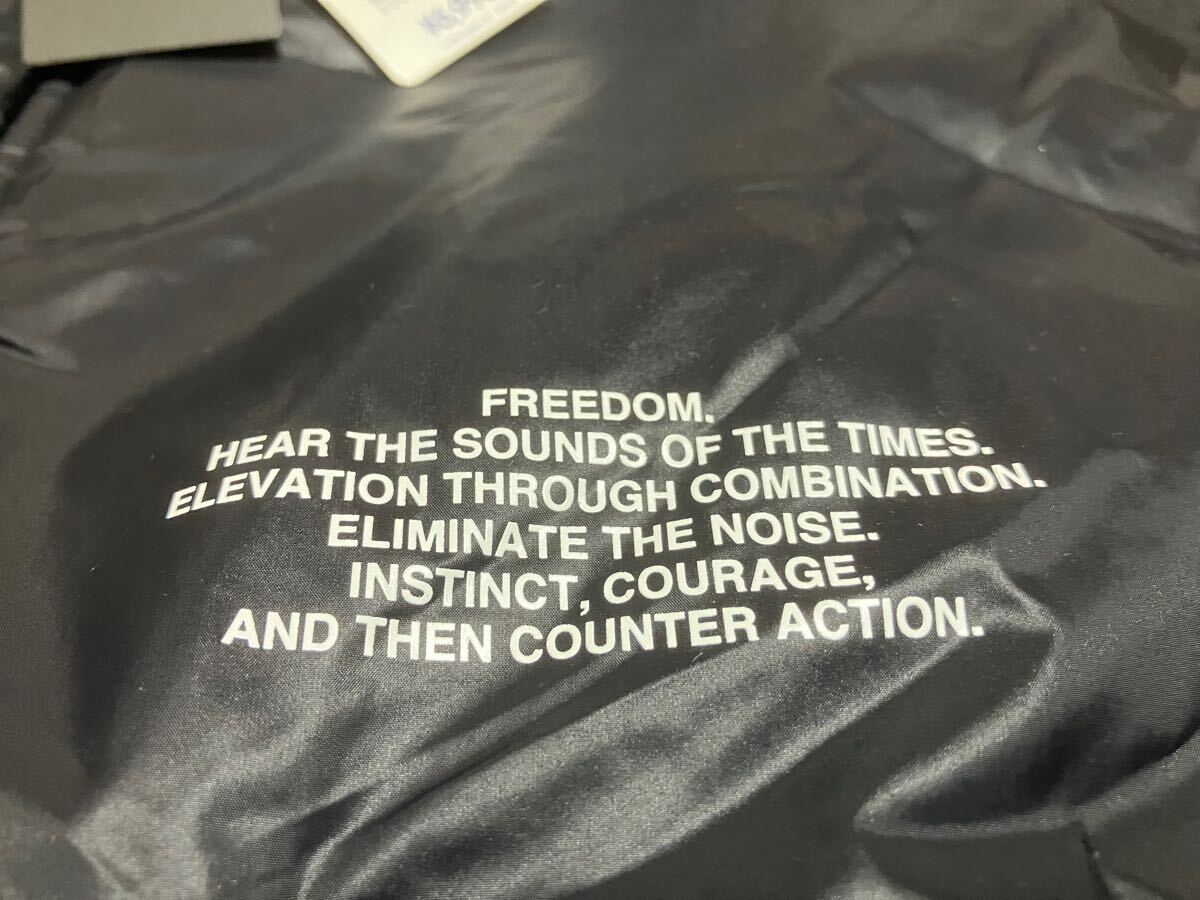 FREEDOM.
HEAR THE SOUNDS OF THE TIMES.
ELEVATION THROUGH COMBINATION.
ELIMINATE THE NOISE.
INSTINCT, COURAGE,
AND THEN COUNTER ACTION.